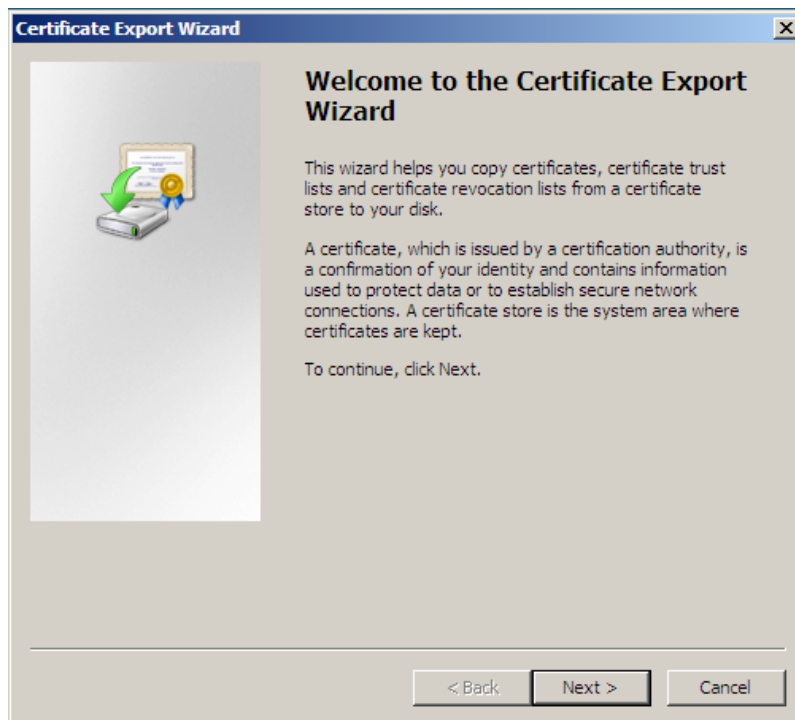 Certificate Export Wizard
Welcome to the Certificate Export
Wizard
This wizard helps you copy certificates, certificate trust
lists and certificate revocation lists from a certificate
store to your disk.
A certificate, which is issued by a certification authority, is
a confirmation of your identity and contains information
used to protect data or to establish secure network
connections. A certificate store is the system area where
certificates are kept.
To continue, click Next.
< Back
Next >
Cancel